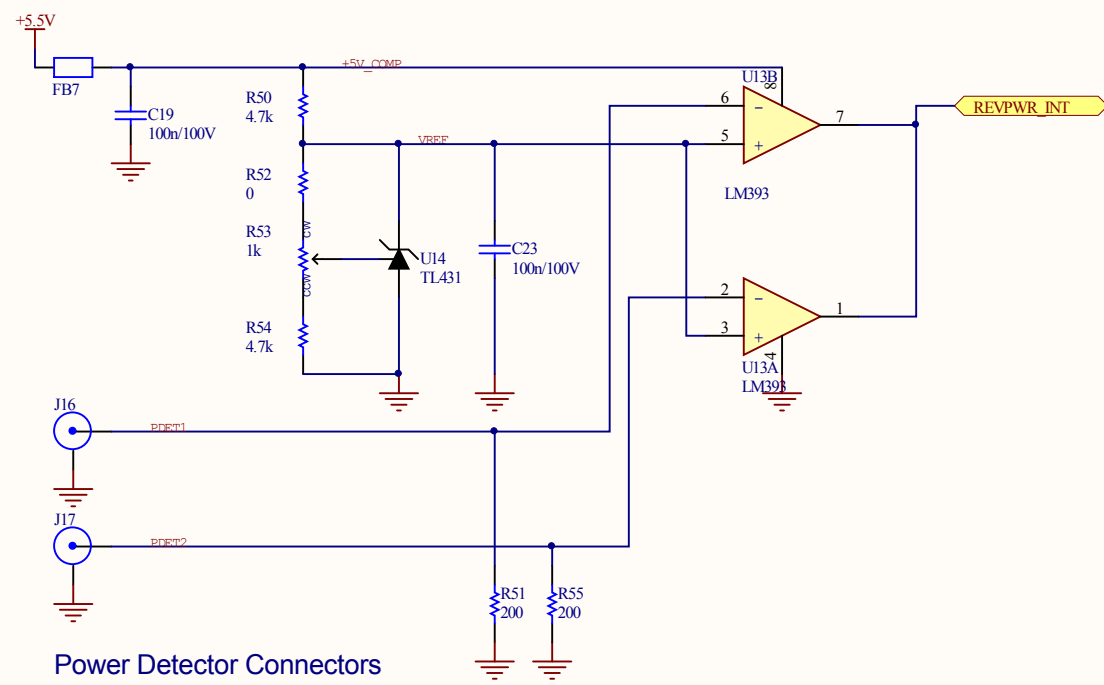 +5.5V
FB7
C19
100n/100V
+5V_COMP
R50
4.7k
VREF
R52
0
R53
1k
CW
CCW
R54
4.7k
U14
TL431
C23
100n/100V
U13B
8
6
5
7
LM393
REVPWR_INT
2
3
1
4
U13A
LM393
J16
PDET1
J17
PDET2
R51
200
R55
200
Power Detector Connectors